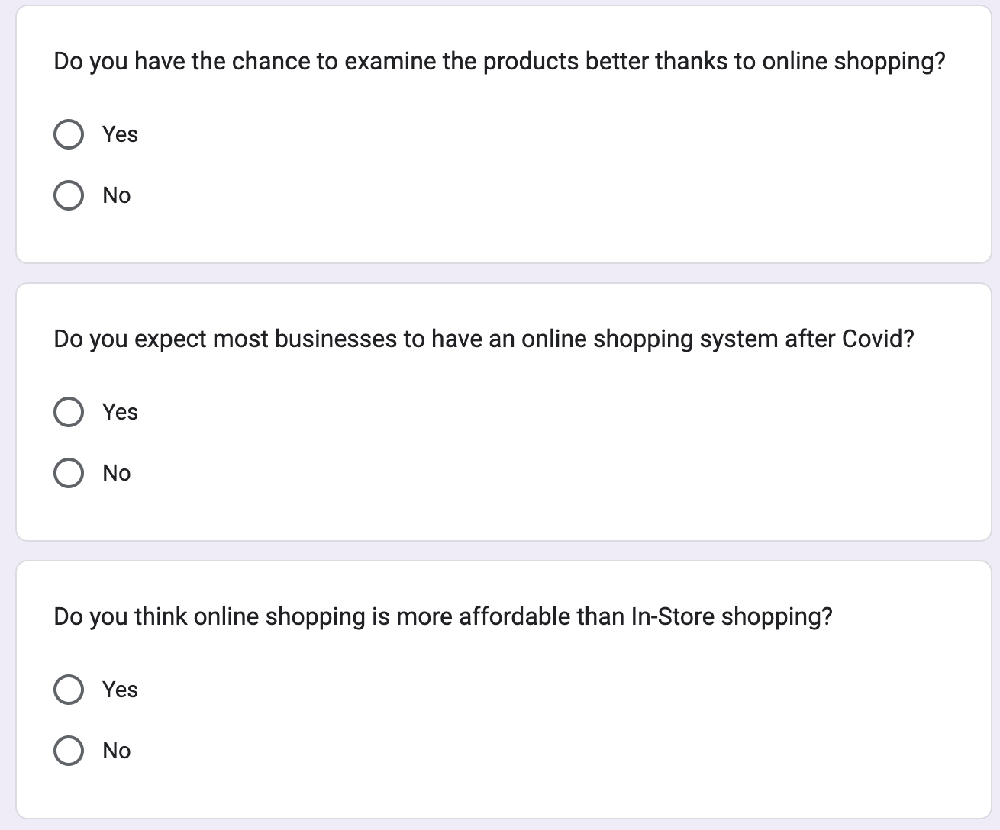 Do you have the chance to examine the products better thanks to online shopping?
Yes
No
Do you expect most businesses to have an online shopping system after Covid?
Yes
No
Do you think online shopping is more affordable than In-Store shopping?
Yes
No